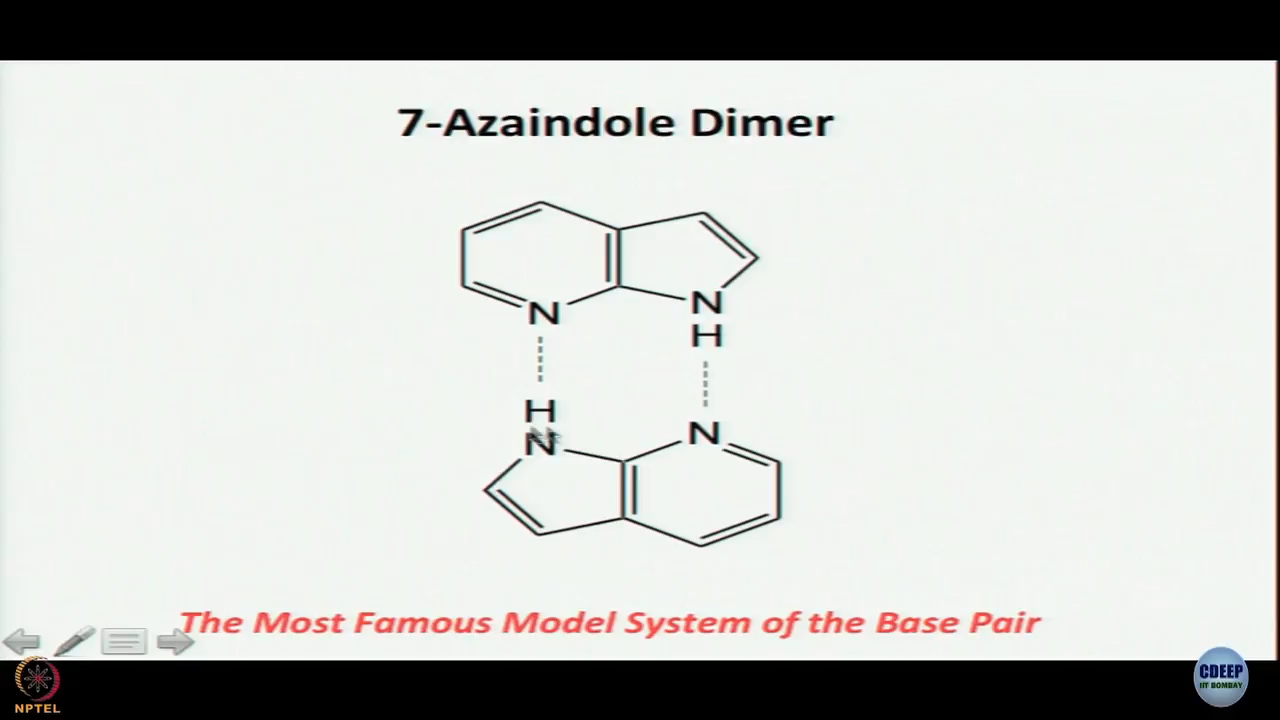 7-Azaindole Dimer
N
N
H
H
N
N
The Most Famous Model System of the Base Pair
NPTEL
CDEEP
IIT BOMBAY